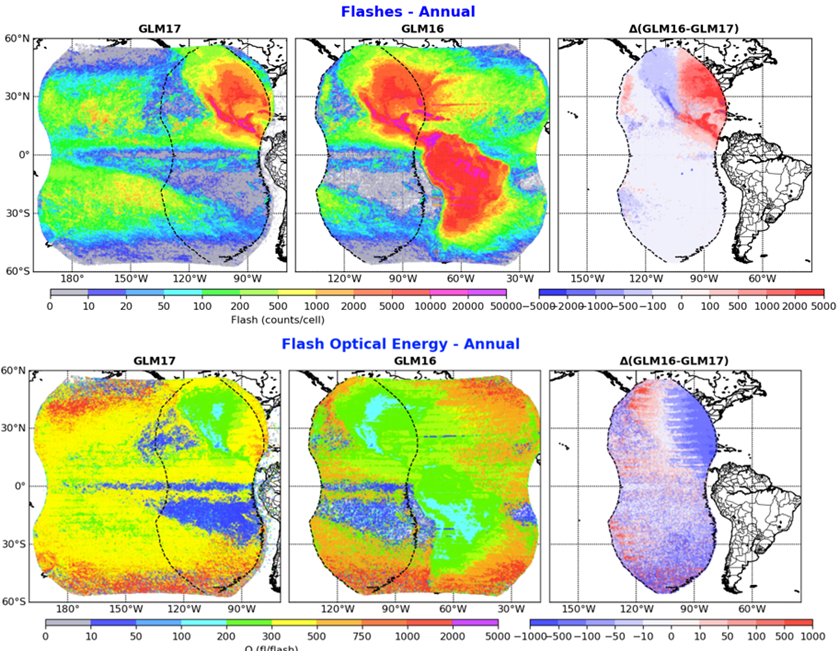 Flashes - Annual
GLM17 GLM16 Δ(GLM16-GLM17)
60°N
30°N
0°
30°S
60°S
180°W 150°W 120°W 90°W 120°W 90°W 60°W 30°W 150°W 120°W 90°W 60°W
0 10 20 50 100 200 500 1000 2000 5000 10000 20000 50000 −5000−2000−1000−500−100 0 100 500 1000 2000 5000
Flash (counts/cell)
Flash Optical Energy - Annual
GLM17 GLM16 Δ(GLM16-GLM17)
60°N
30°N
0°
30°S
60°S
180° 150°W 120°W 90°W 120°W 90°W 60°W 30°W 150°W 120°W 90°W 60°W
0 10 50 100 200 300 500 750 1000 2000 5000 −1000−500 −100 −50 −10 0 10 50 100 500 1000
(fJ/flash)